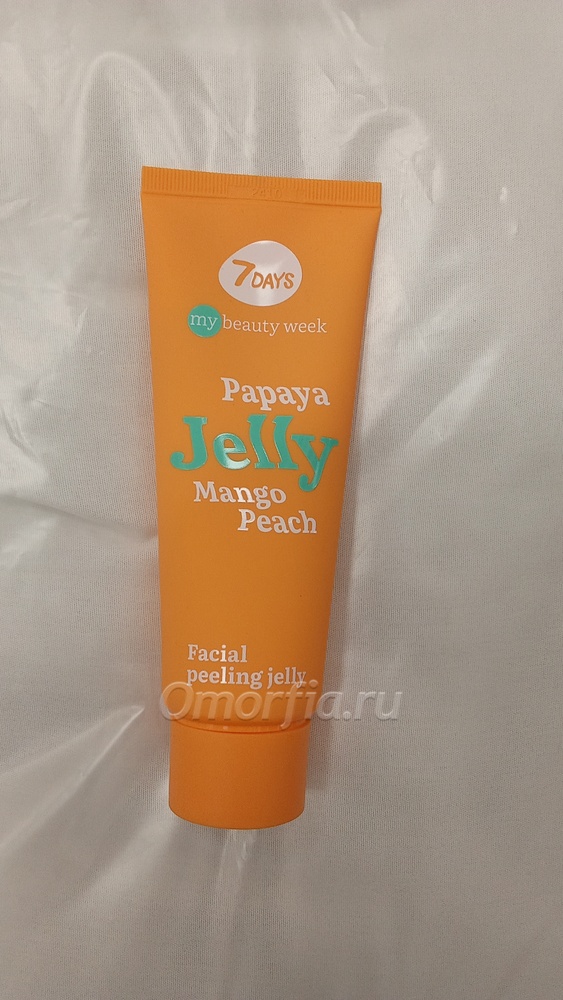 7DAYS
my beauty week
Papaya
Jelly
Mango
Peach
Facial
peeling jelly
Omorfia.ru